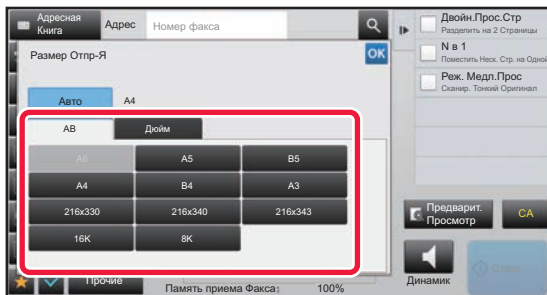 Адресная
Книга
Адрес
Номер факса
Размер Отпр-Я
OK
Авто
A4
AB
Дюйм
A6
A5
B5
A4
B4
A3
216x330
216x340
216x343
16K
8K
Прочие
Память приема Факса:
100%
Двойн.Прос.Стр
Разделить на 2 Страницы
N в 1
Поместить Неск. Стр. на Одной
Реж. Медл.Прос
Сканир. Тонкий Оригинал
Предварит.
Просмотр
CA
Динамик
Старт